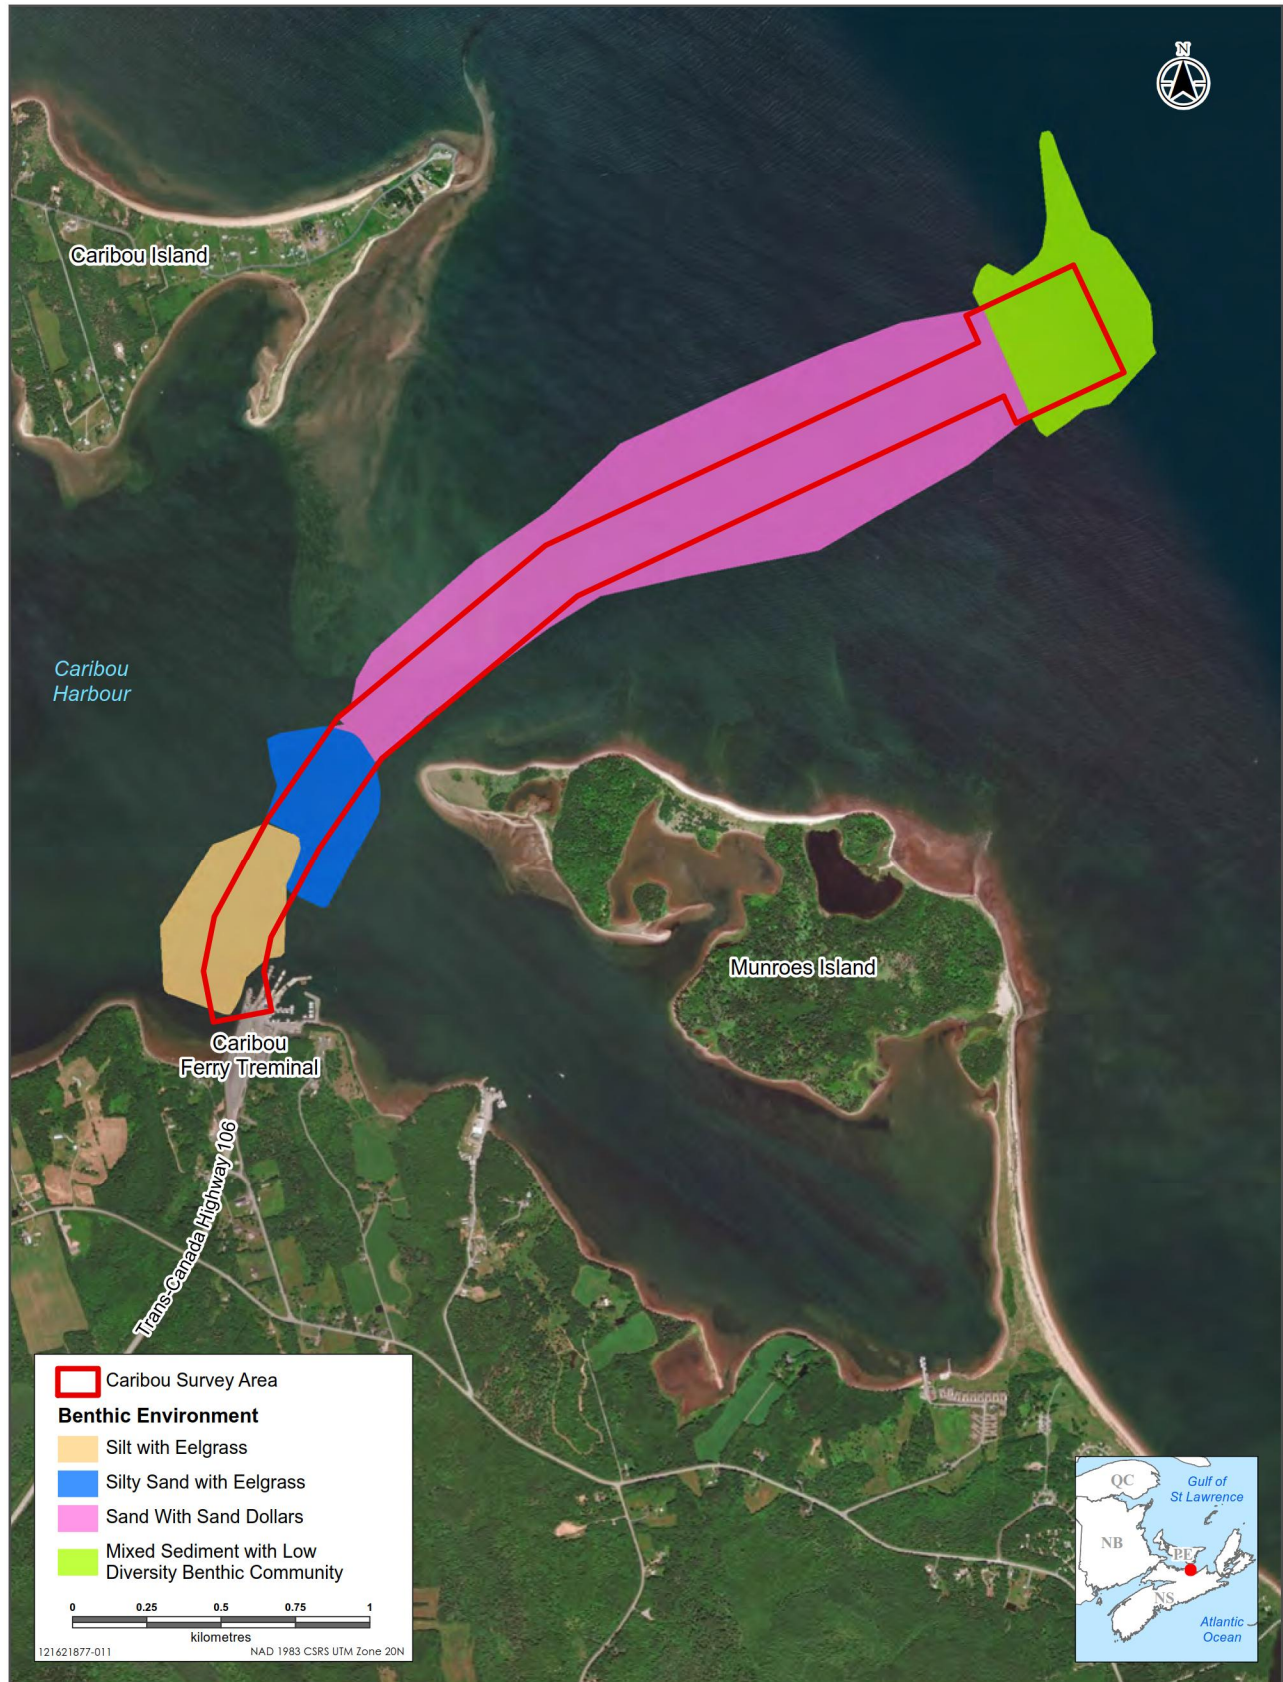 N
Caribou Island
Caribou
Harbour
Munroes Island
Caribou
Ferry Treminal
Trans-Canada Highway 106
Caribou Survey Area
Benthic Environment
Silt with Eelgrass
Silty Sand with Eelgrass
Sand With Sand Dollars
Mixed Sediment with Low
Diversity Benthic Community
0 0.25 0.5 0.75 1
kilometres
121621877-011 NAD 1983 CSRS UTM Zone 20N
QC
Gulf of
St Lawrence
NB
PE
NS
Atlantic
Ocean